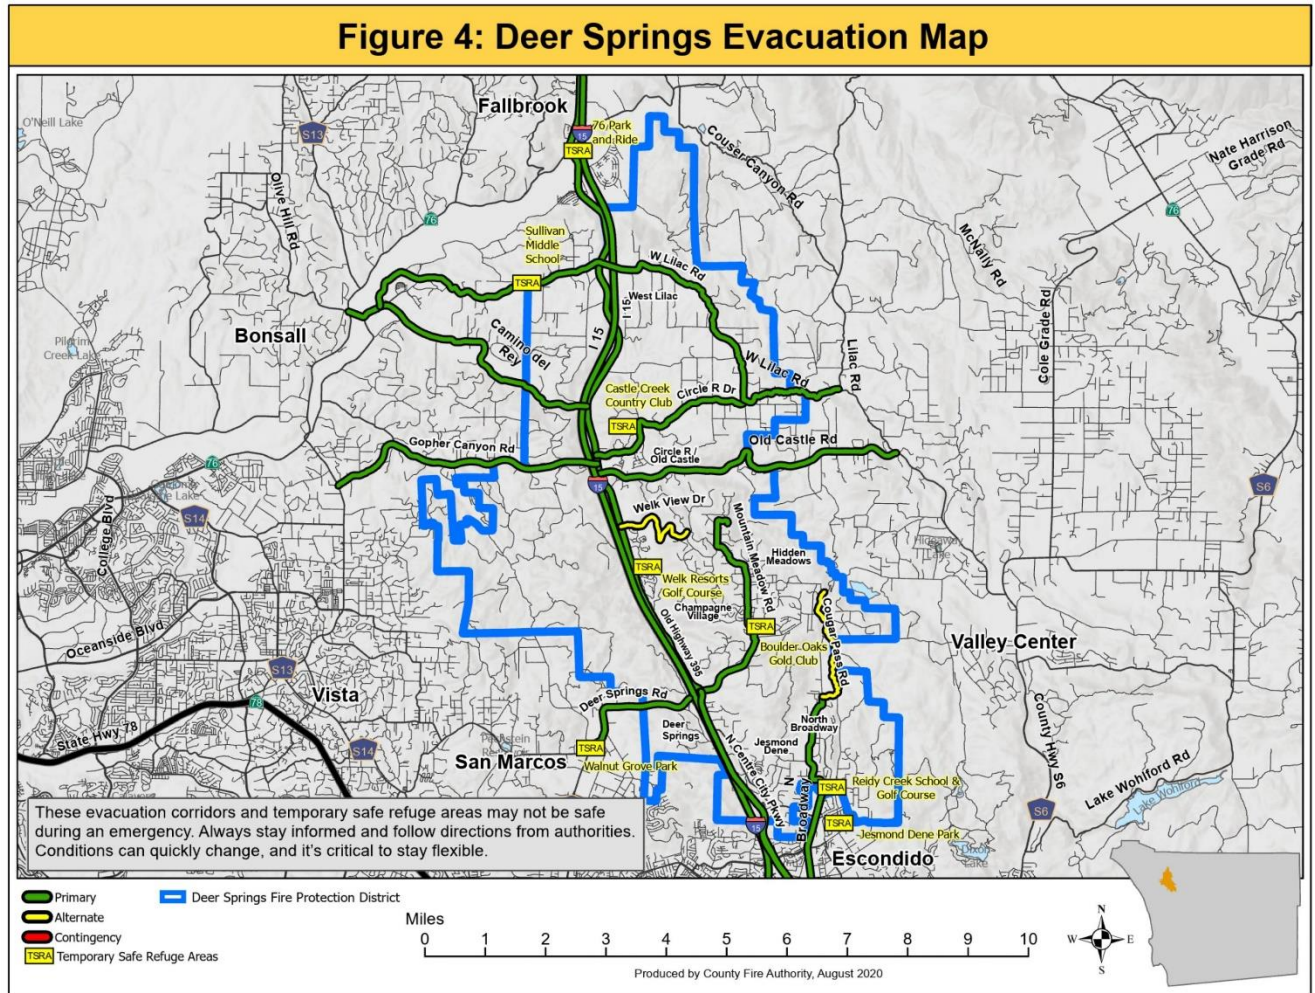 Figure 4: Deer Springs Evacuation Map
Fallbrook
O'Neill Lake
S13
15
76 Park
and Ride
TSRA
Couser Canyon Rd
Nate Harrison
Grade Rd
76
Olive Hill Rd
76
Sullivan
Middle
School
TSRA
W Lilac Rd
McNally Rd
West Lilac
I 15
I 15
Cole Grade Rd
Bonsall
Pilgrim
Creek Lake
Camino del
Rey
W Lilac Rd
Lilac Rd
Castle Creek
Country Club
TSRA
Circle R Dr
Gopher Canyon Rd
Old Castle Rd
Circle R /
Old Castle
76
15
S6
S14
College Blvd
Welk View Dr
Mountain Meadow Rd
Hidden
Meadows
TSRA
Welk Resorts
Golf Course
Champagne
Village
Cougar Pass Rd
Old Highway 395
TSRA
Boulder Oaks
Gold Club
Valley Center
Oceanside Blvd
S13
Vista
78
State Hwy 78
S14
Deer Springs Rd
Deer
Springs
North
Broadway
Jesmond
Dene
County Hwy S6
San Marcos
TSRA
Walnut Grove Park
N Centre City Pkwy
N
Broadway
TSRA
Reidy Creek School &
Golf Course
Lake Wohlford Rd
Lake Wohlford
S6
15
TSRA
Jesmond Dene Park
Escondido
Lake
These evacuation corridors and temporary safe refuge areas may not be safe
during an emergency. Always stay informed and follow directions from authorities.
Conditions can quickly change, and it's critical to stay flexible.
Primary
Deer Springs Fire Protection District
Alternate
Contingency
TSRA Temporary Safe Refuge Areas
Miles
0 1 2 3 4 5 6 7 8 9 10
Produced by County Fire Authority, August 2020
N
W E
S